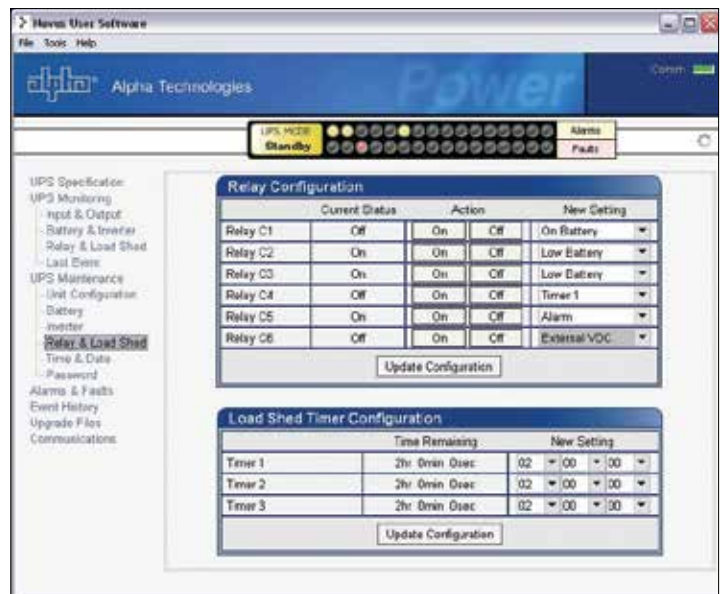 Novus User Software
File Tools Help
alpha® Alpha Technologies
Power
Comm
UPS MODE
Standby
Alarms
Faults
UPS Specification
UPS Monitoring
Input & Output
Battery & Inverter
Relay & Load Shed
Last Event
UPS Maintenance
Unit Configuration
Battery
Inverter
Relay & Load Shed
Time & Date
Password
Alarms & Faults
Event History
Upgrade Files
Communications
Relay Configuration
Current Status Action New Setting
Relay C1 Off On Off On Battery
Relay C2 On On Off Low Battery
Relay C3 On On Off Low Battery
Relay C4 Off On Off Timer 1
Relay C5 On On Off Alarm
Relay C6 Off On Off External VDC
Update Configuration
Load Shed Timer Configuration
Time Remaining New Setting
Timer 1 2hr 0min 0sec 02 00 00
Timer 2 2hr 0min 0sec 02 00 00
Timer 3 2hr 0min 0sec 02 00 00
Update Configuration